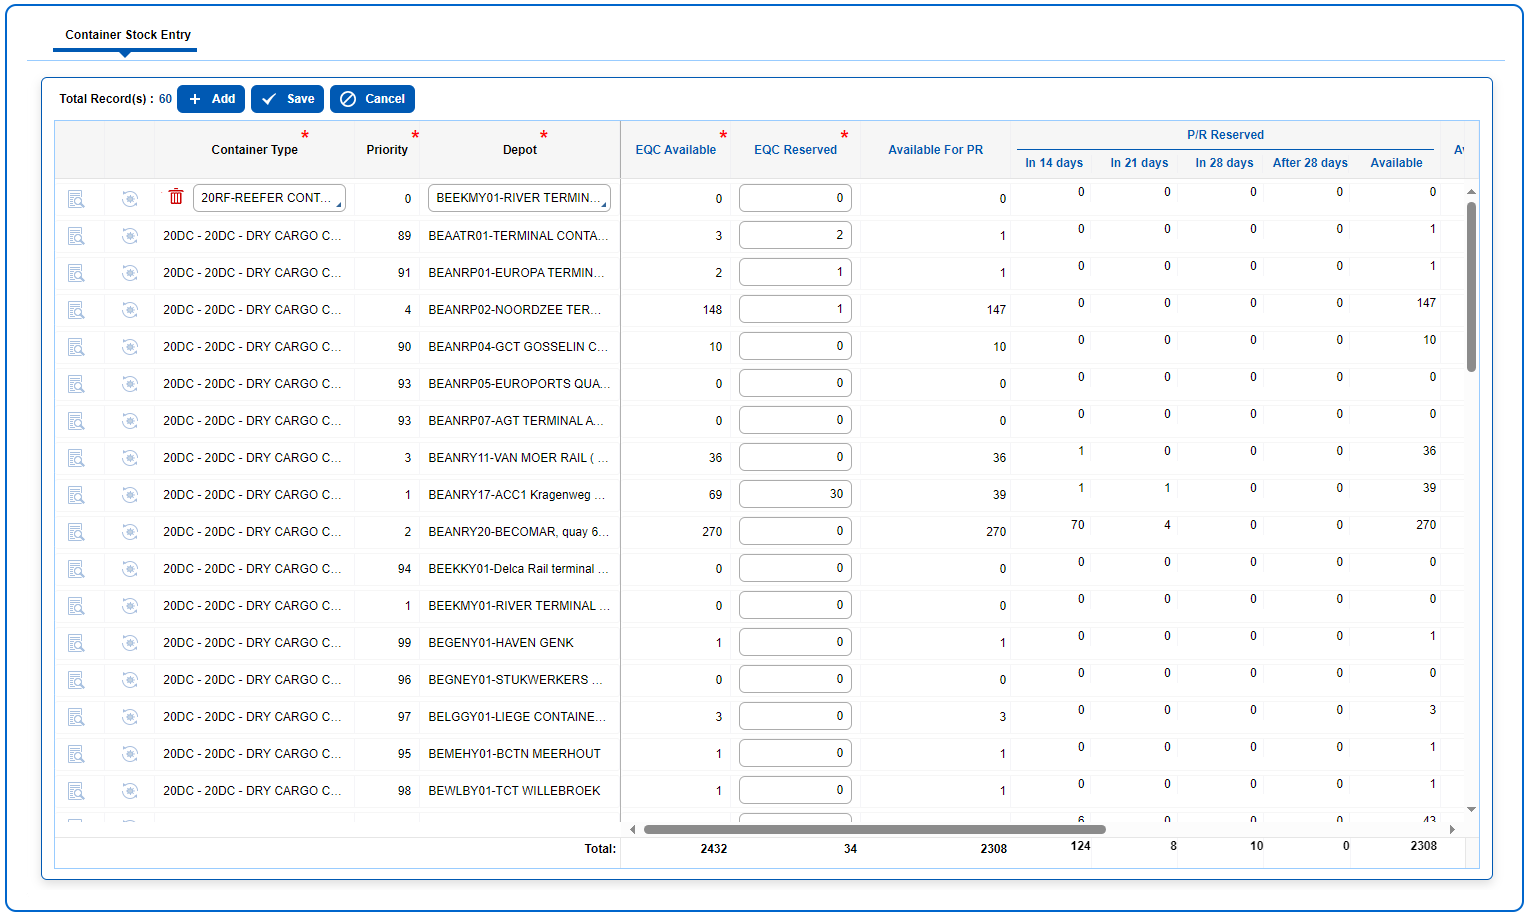 Container Stock Entry
Total Record(s) : 60 Add Save Cancel
Container Type * Priority * Depot * EQC Available * EQC Reserved * Available For PR P/R Reserved
In 14 days In 21 days In 28 days After 28 days Available
20RF-REEFER CONT... 0 BEEKMY01-RIVER TERMIN... 0 0 0 0 0 0 0 0
20DC - 20DC - DRY CARGO C... 89 BEAATR01-TERMINAL CONTA... 3 2 1 0 0 0 0 1
20DC - 20DC - DRY CARGO C... 91 BEANRP01-EUROPA TERMIN... 2 1 1 0 0 0 0 1
20DC - 20DC - DRY CARGO C... 4 BEANRP02-NOORDZEE TER... 148 1 147 0 0 0 0 147
20DC - 20DC - DRY CARGO C... 90 BEANRP04-GCT GOSSELIN C... 10 0 10 0 0 0 0 10
20DC - 20DC - DRY CARGO C... 93 BEANRP05-EUROPORTS QUA... 0 0 0 0 0 0 0 0
20DC - 20DC - DRY CARGO C... 93 BEANRP07-AGT TERMINAL A... 0 0 0 0 0 0 0 0
20DC - 20DC - DRY CARGO C... 3 BEANRY11-VAN MOER RAIL ( ... 36 0 36 1 0 0 0 36
20DC - 20DC - DRY CARGO C... 1 BEANRY17-ACC1 Kragenweg ... 69 30 39 1 1 0 0 39
20DC - 20DC - DRY CARGO C... 2 BEANRY20-BECOMAR, quay 6... 270 0 270 70 4 0 0 270
20DC - 20DC - DRY CARGO C... 94 BEEKKY01-Delca Rail terminal ... 0 0 0 0 0 0 0 0
20DC - 20DC - DRY CARGO C... 1 BEEKMY01-RIVER TERMINAL ... 0 0 0 0 0 0 0 0
20DC - 20DC - DRY CARGO C... 99 BEGENY01-HAVEN GENK 1 0 1 0 0 0 0 1
20DC - 20DC - DRY CARGO C... 96 BEGNEY01-STUKWERKERS ... 0 0 0 0 0 0 0 0
20DC - 20DC - DRY CARGO C... 97 BELGGY01-LIEGE CONTAINE... 3 0 3 0 0 0 0 3
20DC - 20DC - DRY CARGO C... 95 BEMEHY01-BCTN MEERHOUT 1 0 1 0 0 0 0 1
20DC - 20DC - DRY CARGO C... 98 BEWLBY01-TCT WILLEBROEK 1 0 1 0 0 0 0 1
6 0 0 0 43
Total: 2432 34 2308 124 8 10 0 2308